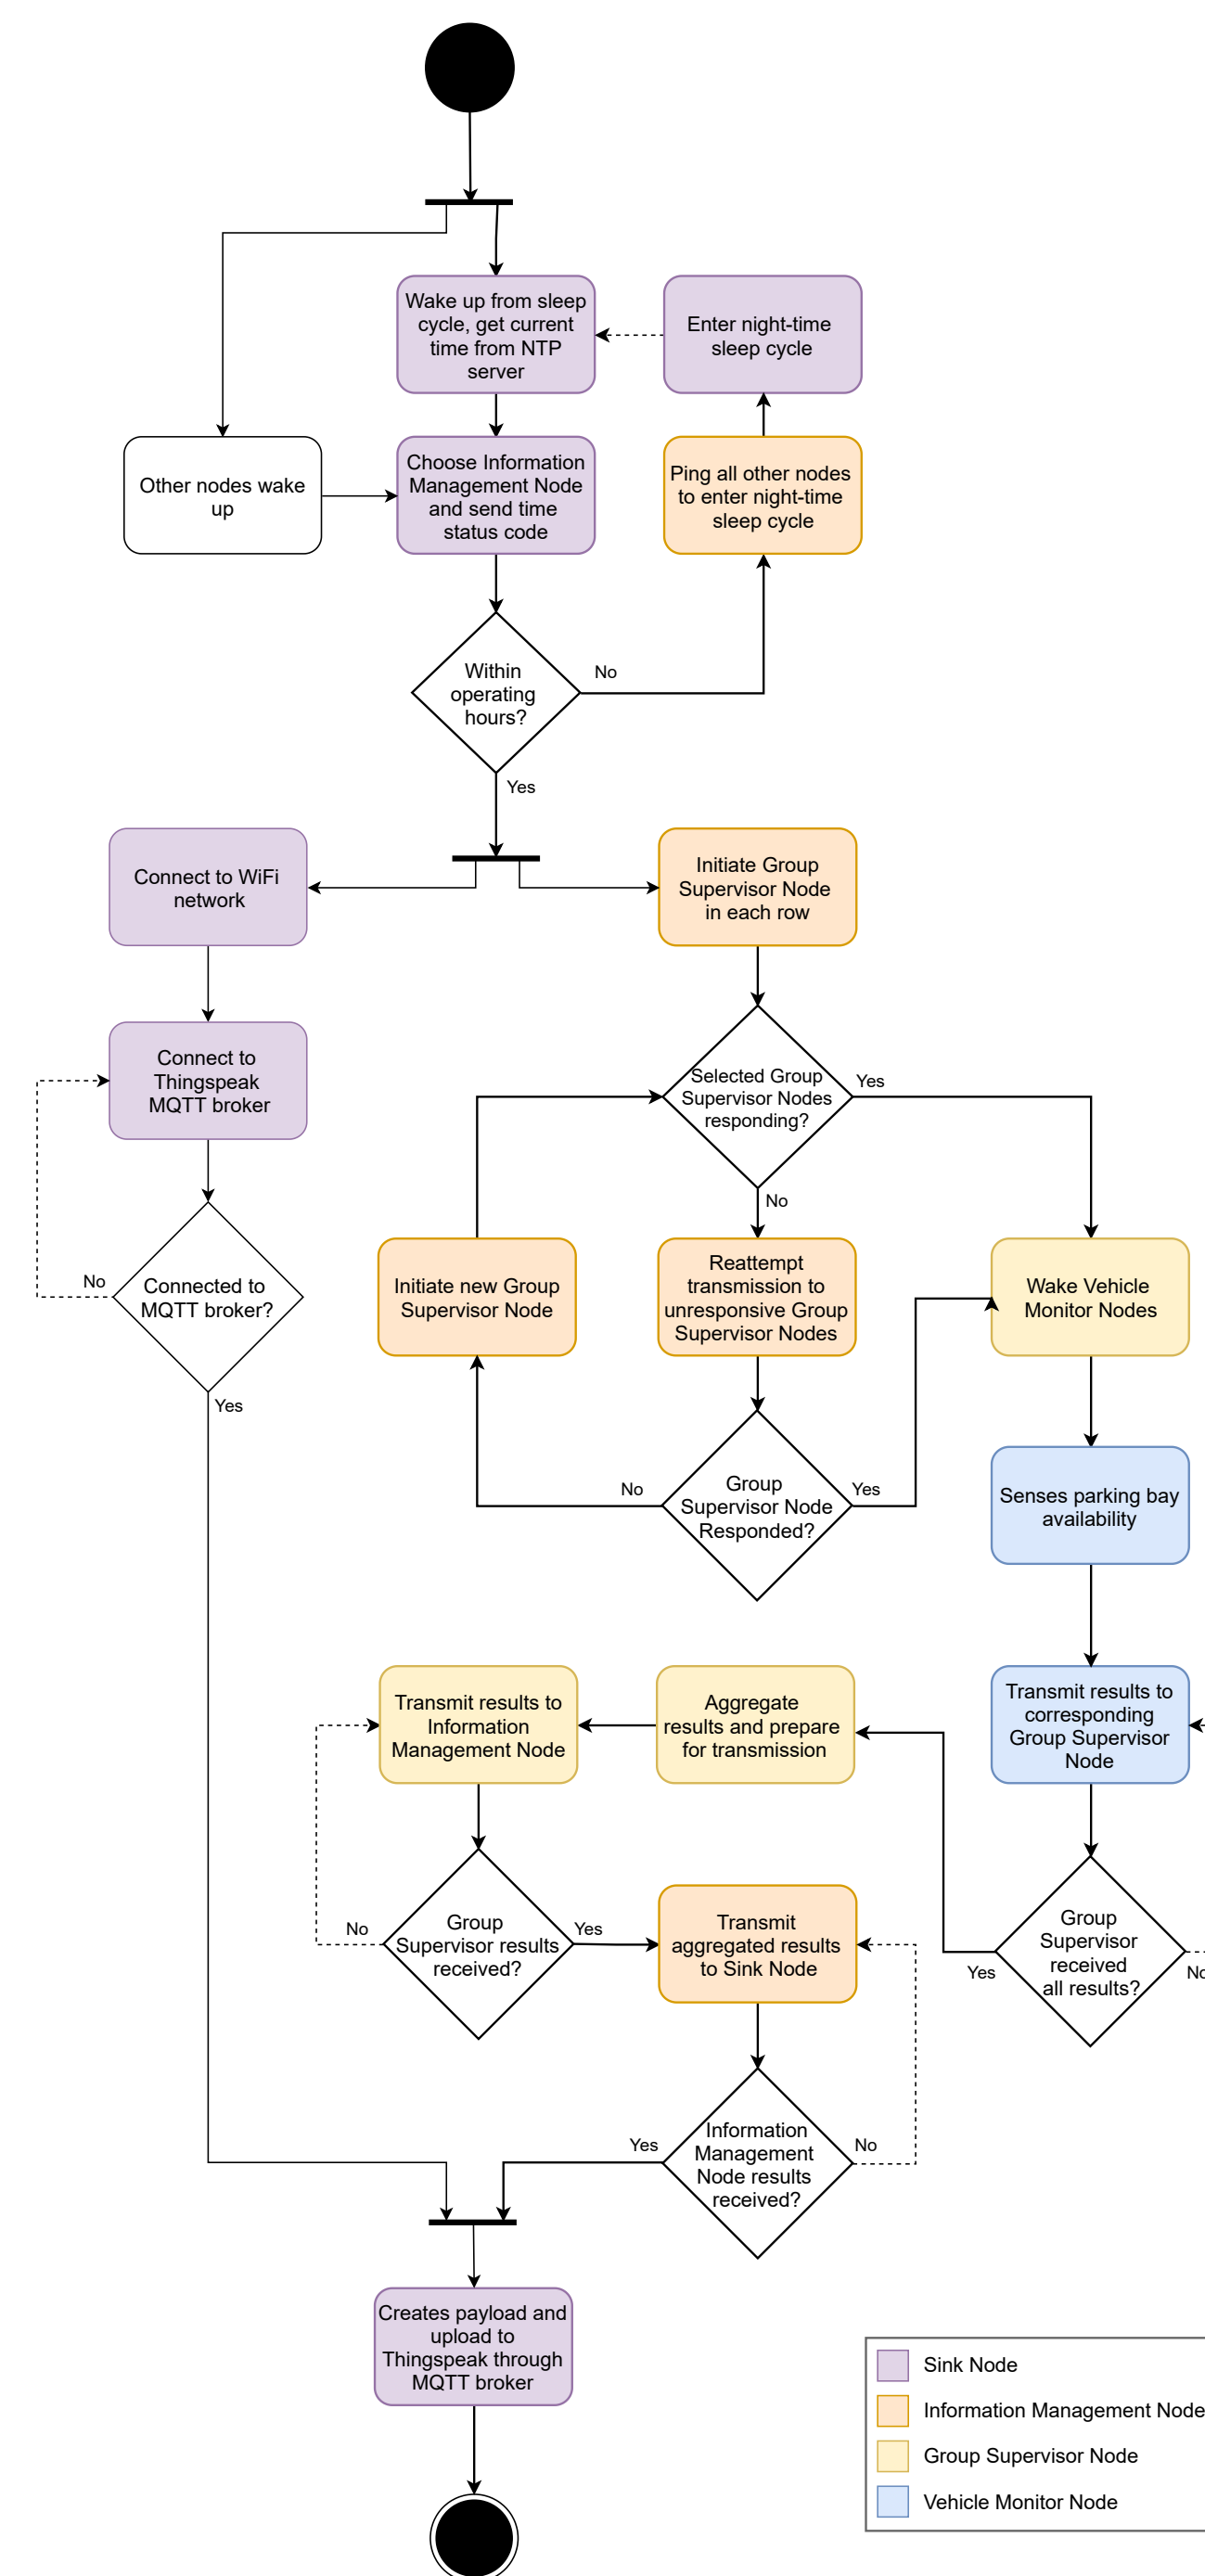 Wake up from sleep
cycle, get current
time from NTP
server
Enter night-time
sleep cycle
Other nodes wake
up
Choose Information
Management Node
and send time
status code
Ping all other nodes
to enter night-time
sleep cycle
Within
operating
hours?
No
Yes
Connect to WiFi
network
Initiate Group
Supervisor Node
in each row
Connect to
Thingspeak
MQTT broker
Selected Group
Supervisor Nodes
responding?
Yes
No
Connected to
MQTT broker?
No
Yes
Initiate new Group
Supervisor Node
Reattempt
transmission to
unresponsive Group
Supervisor Nodes
Wake Vehicle
Monitor Nodes
Group
Supervisor Node
Responded?
No
Yes
Senses parking bay
availability
Transmit results to
Information
Management Node
Aggregate
results and prepare
for transmission
Transmit results to
corresponding
Group Supervisor
Node
Group
Supervisor results
received?
No
Yes
Transmit
aggregated results
to Sink Node
Group
Supervisor
received
all results?
Yes
No
Information
Management
Node results
received?
Yes
No
Creates payload and
upload to
Thingspeak through
MQTT broker
Sink Node
Information Management Node
Group Supervisor Node
Vehicle Monitor Node